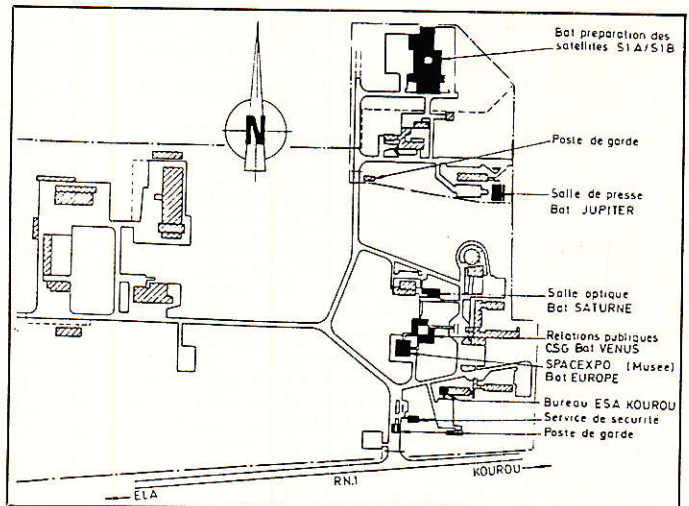 Bat preparation des
satellites S1A/S1B
N
Poste de garde
Salle de presse
Bat JUPITER
Salle optique
Bat SATURNE
Relations publiques
CSG Bat VENUS
SPACEXPO (Musee)
Bat EUROPE
Bureau ESA KOUROU
Service de securité
Poste de garde
KOUROU
RN.1
ELA